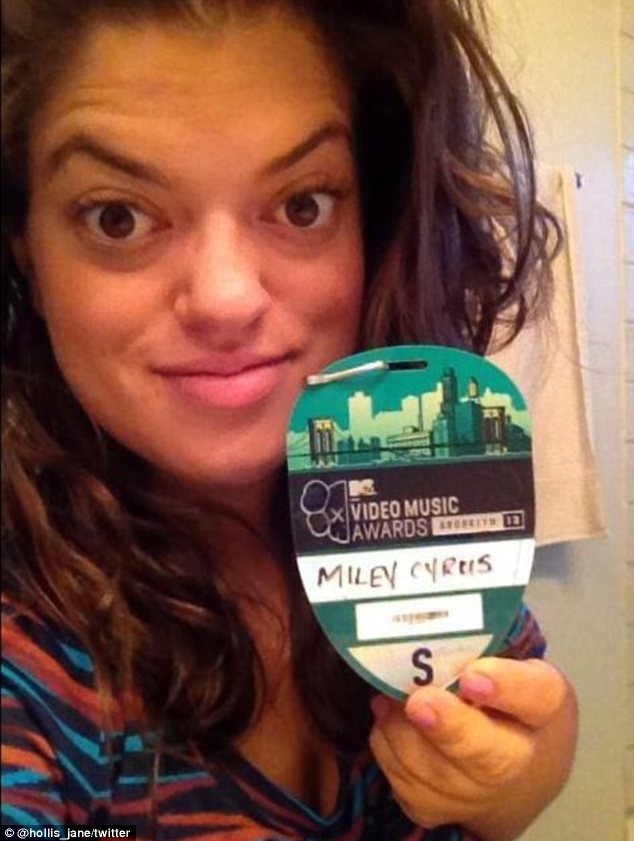 VIDEO MUSIC
AWARDS BROOKLYN 13
MILEY CYRUS
S
© @hollis_jane/twitter